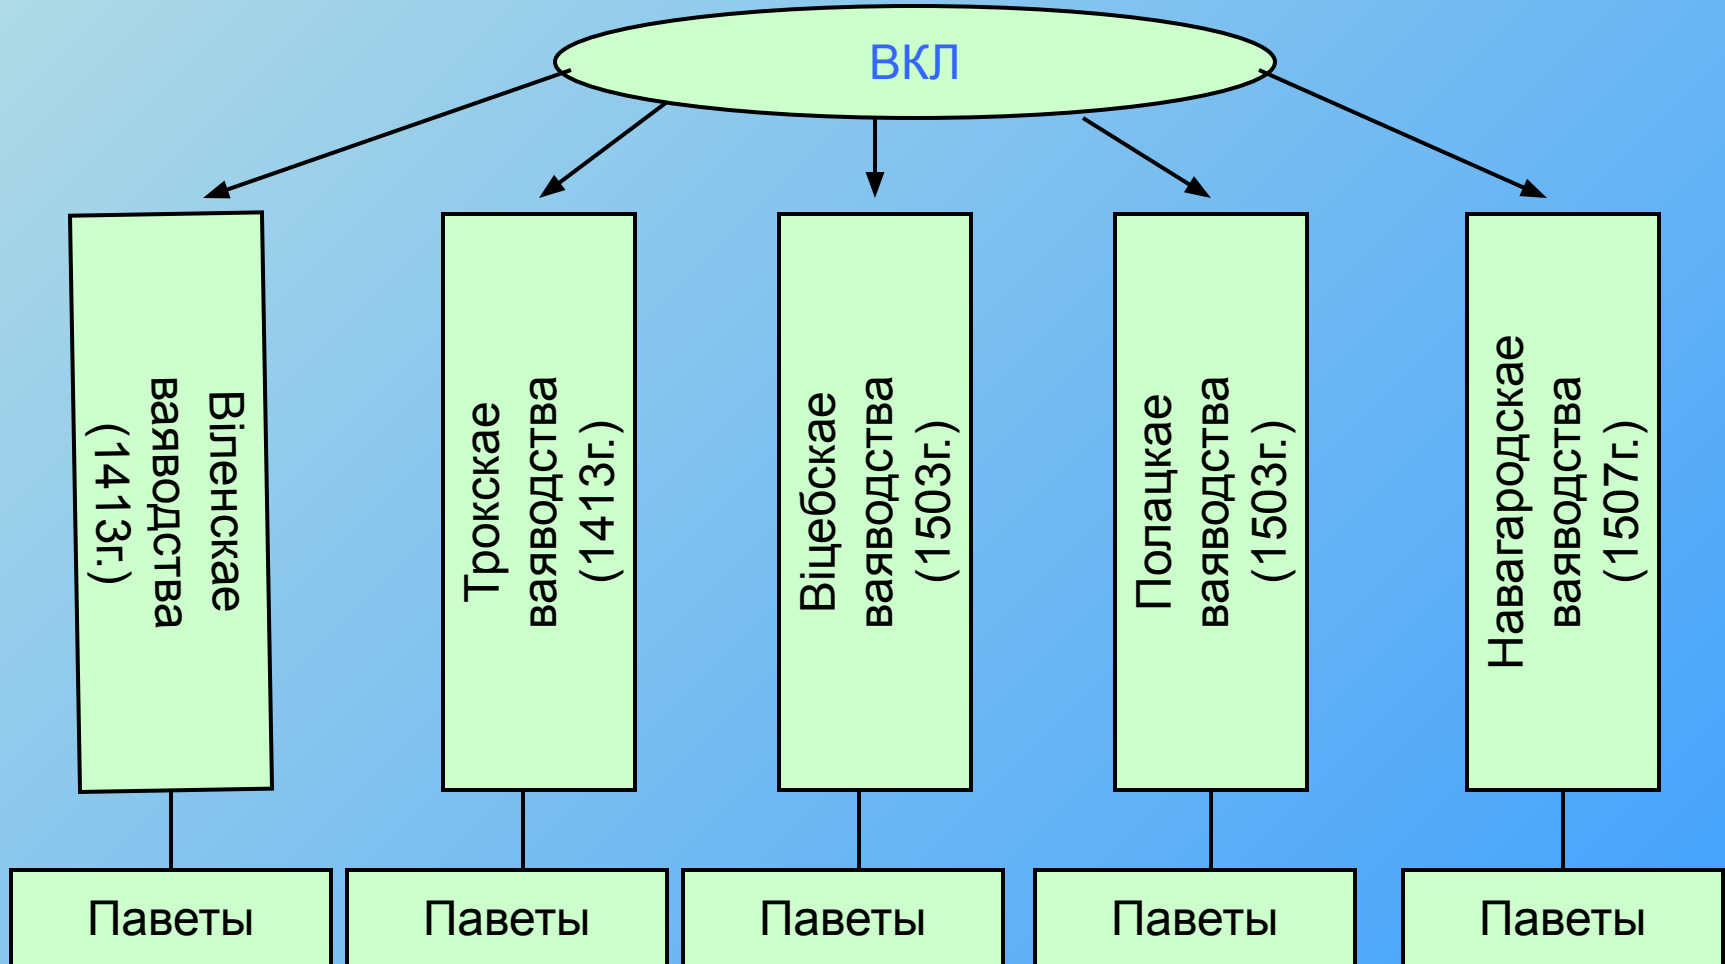 ВКЛ
Віленскае
ваяводства
(1413г.)
Трокскае
ваяводства
(1413г.)
Віцебскае
ваяводства
(1503г.)
Полацкае
ваяводства
(1503г.)
Навагародскае
ваяводства
(1507г.)
Паветы
Паветы
Паветы
Паветы
Паветы